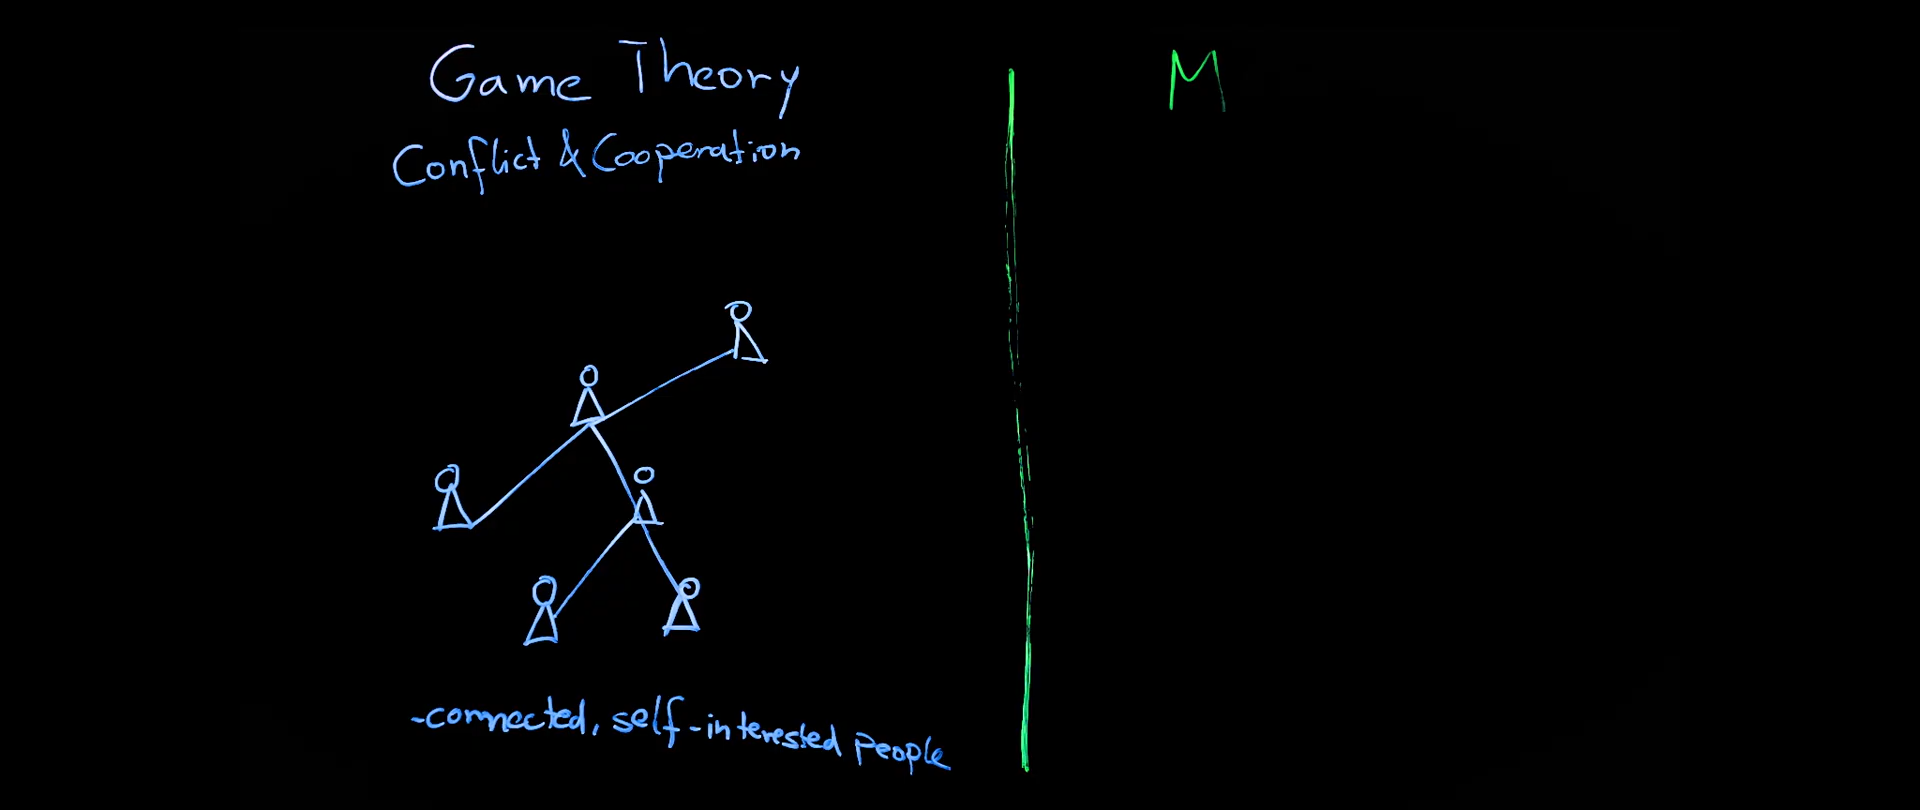 Game Theory
Conflict & Cooperation
-connected, self-interested people
M